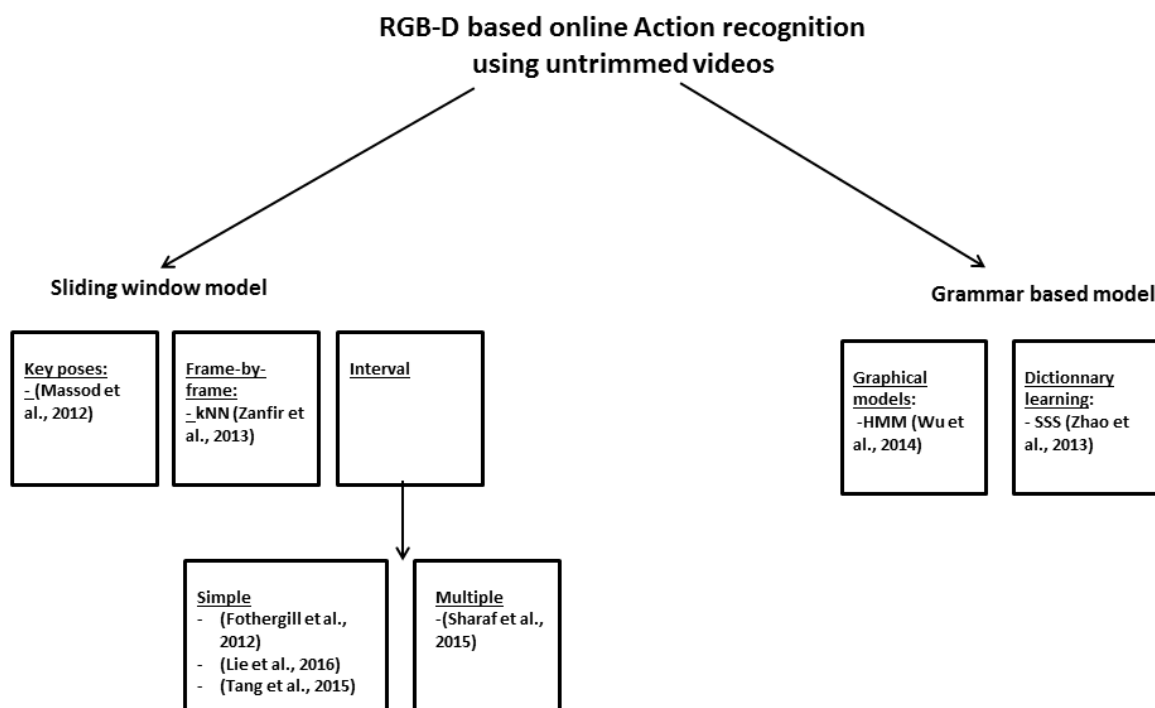 RGB-D based online Action recognition
using untrimmed videos
Sliding window model
Grammar based model
Key poses:
- (Massod et
al., 2012)
Frame-by-
frame:
- kNN (Zanfir et
al., 2013)
Interval
Graphical
models:
-HMM (Wu et
al., 2014)
Dictionnary
learning:
- SSS (Zhao et
al., 2013)
Simple
- (Fothergill et al.,
2012)
- (Lie et al., 2016)
- (Tang et al., 2015)
Multiple
-(Sharaf et al.,
2015)